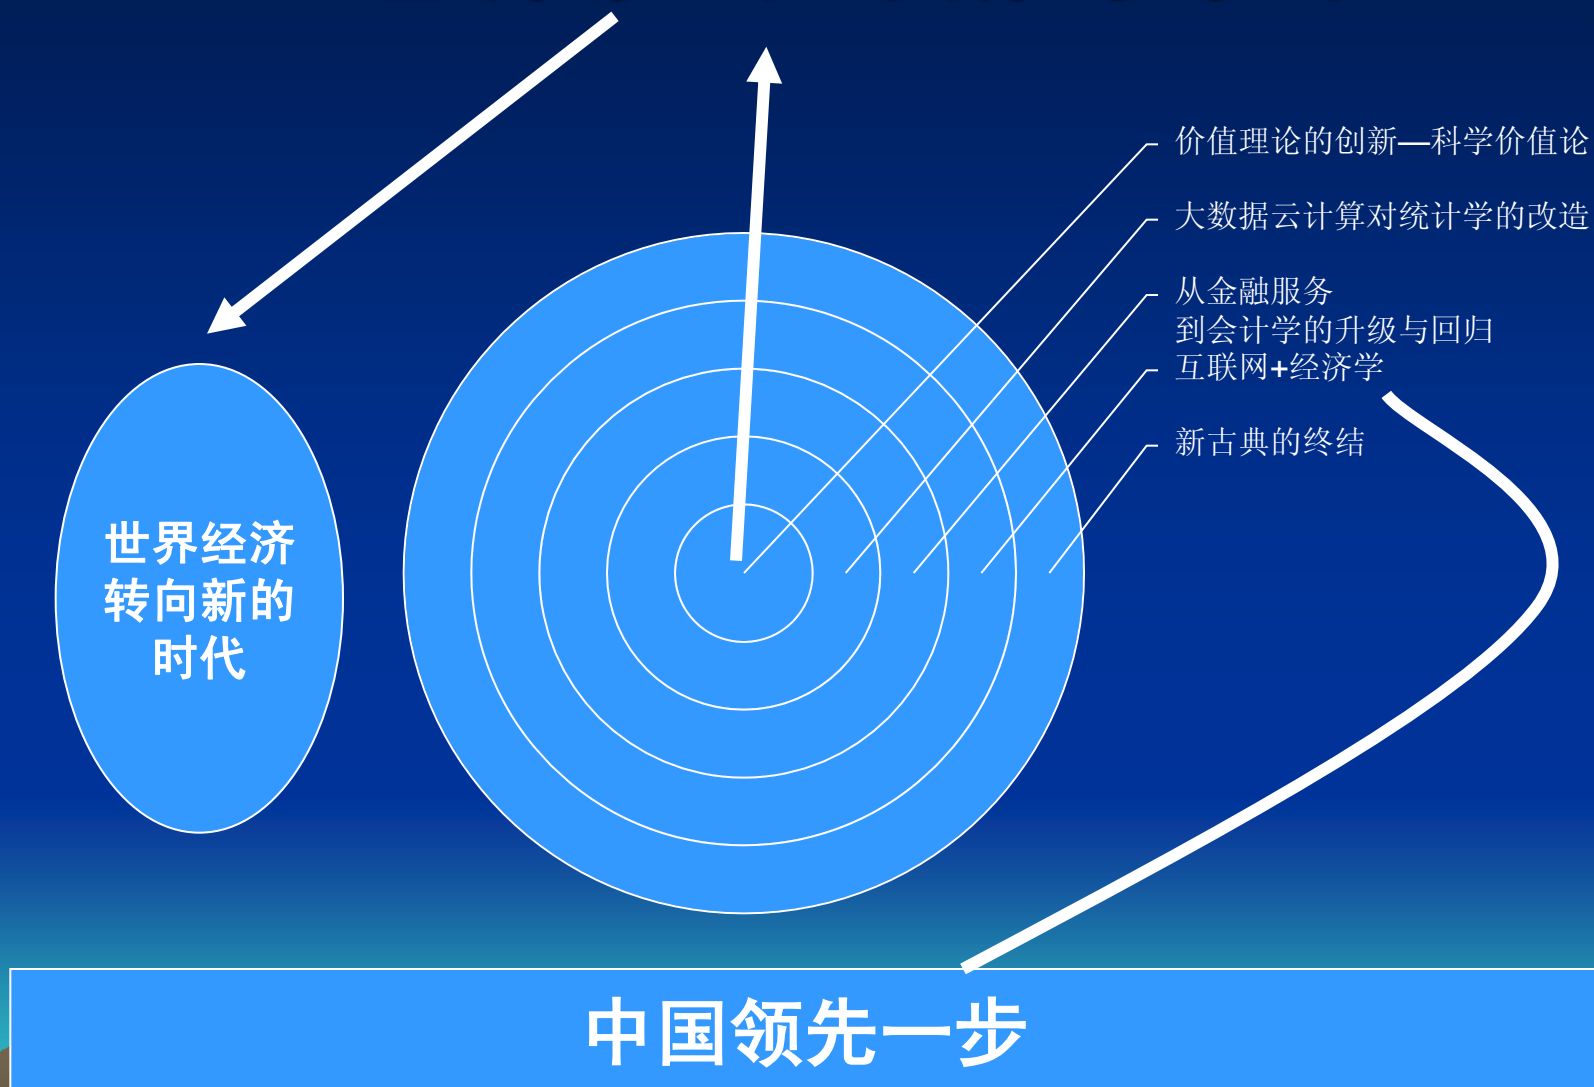 价值理论的创新—科学价值论
大数据云计算对统计学的改造
从金融服务
到会计学的升级与回归
互联网+经济学
新古典的终结
世界经济
转向新的
时代
中国领先一步